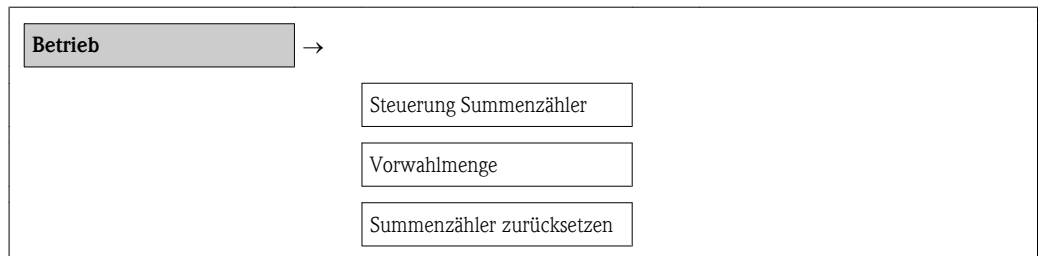 Betrieb →
Steuerung Summenzähler
Vorwahlmenge
Summenzähler zurücksetzen